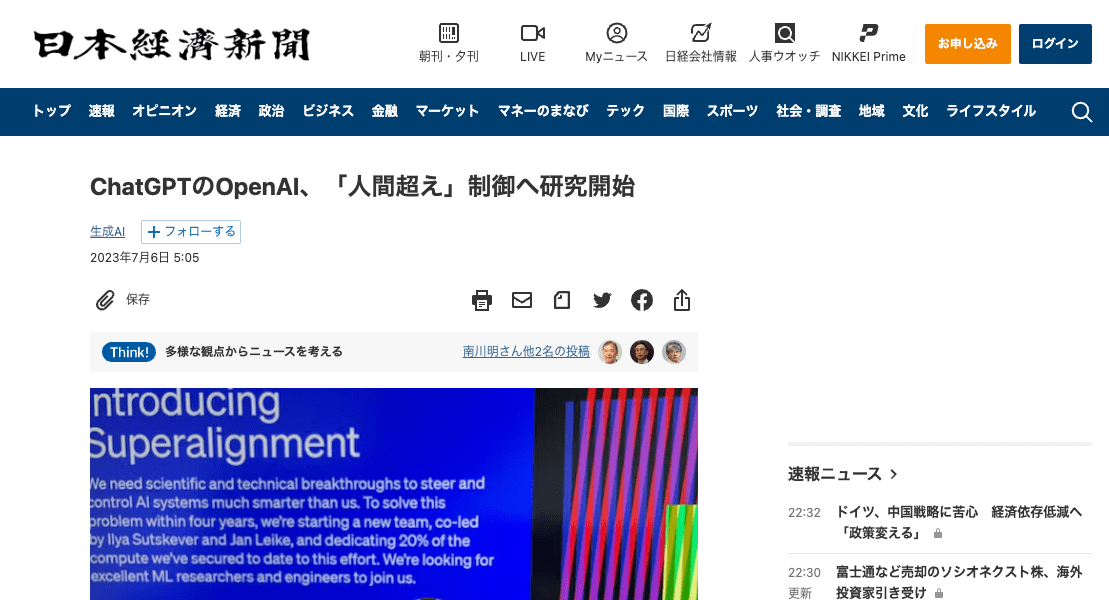 日本経済新聞
朝刊・夕刊
LIVE
Myニュース
日経会社情報
人事ウオッチ
NIKKEI Prime
お申し込み
ログイン
トップ 速報 オピニオン 経済 政治 ビジネス 金融 マーケット マネーのまなび テック 国際 スポーツ 社会・調査 地域 文化 ライフスタイル
ChatGPTのOpenAI、「人間超え」制御へ研究開始
生成AI
フォローする
2023年7月6日 5:05
保存
Think! 多様な観点からニュースを考える
南川明さん他2名の投稿
ntroducing
Superalignment
We need scientific and technical breakthroughs to steer and
control AI systems much smarter than us. To solve this
problem within four years, we're starting a new team, co-led
by Ilya Sutskever and Jan Leike, and dedicating 20% of the
compute we've secured to date to this effort. We're looking for
excellent ML researchers and engineers to join us.
速報ニュース
22:32
ドイツ、中国戦略に苦心 経済依存低減へ
「政策変える」
22:30
更新
富士通など売却のソシオネクスト株、海外
投資家引き受け